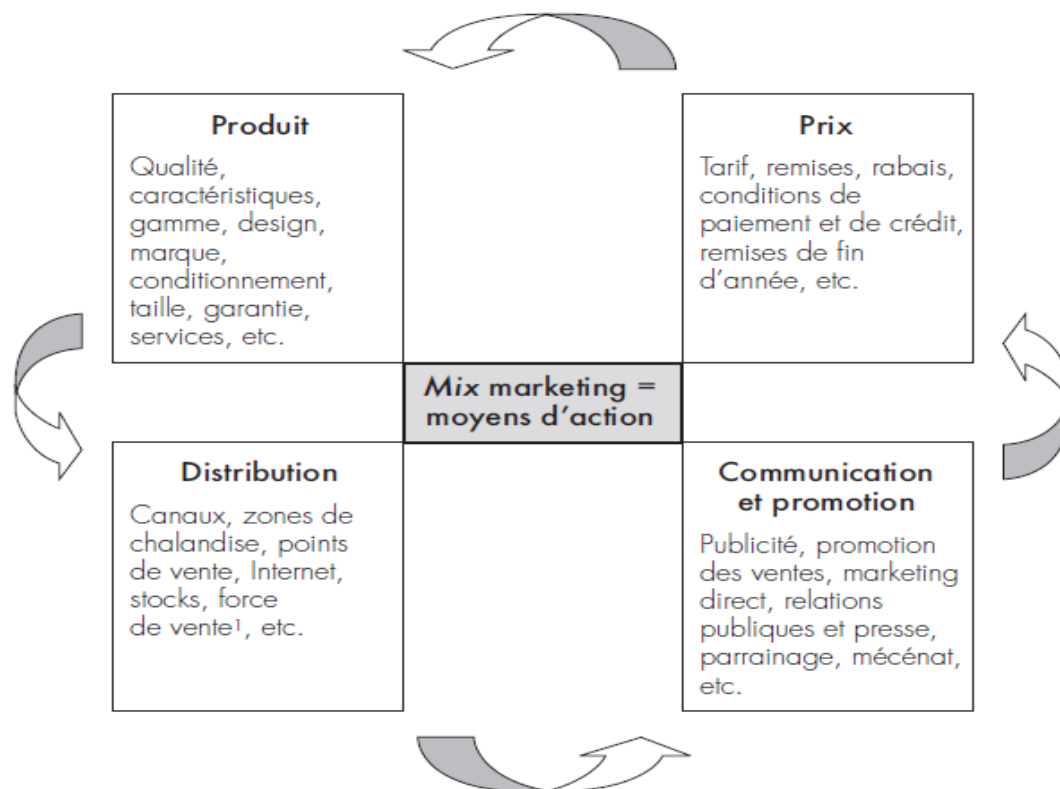 Produit
Qualité,
caractéristiques,
gamme, design,
marque,
conditionnement,
taille, garantie,
services, etc.
Prix
Tarif, remises, rabais,
conditions de
paiement et de crédit,
remises de fin
d’année, etc.
Mix marketing =
moyens d’action
Distribution
Canaux, zones de
chalandise, points
de vente, Internet,
stocks, force
de vente¹, etc.
Communication
et promotion
Publicité, promotion
des ventes, marketing
direct, relations
publiques et presse,
parrainage, mécénat,
etc.